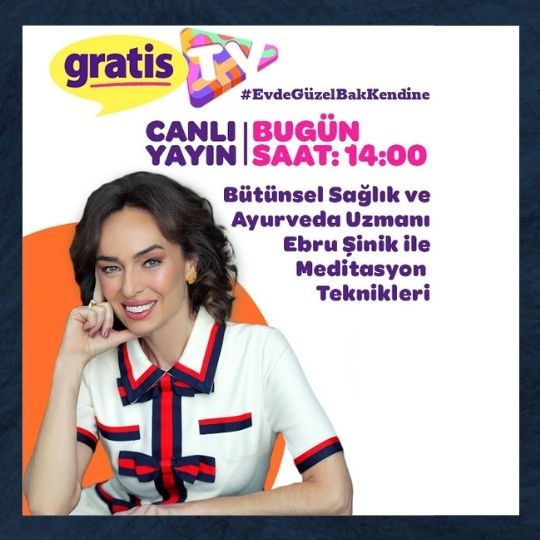 gratis
TV
#EvdeGüzelBakKendine
CANLI YAYIN
BUGÜN SAAT: 14:00
Bütünsel Sağlık ve
Ayurveda Uzmanı
Ebru Şinik ile
Meditasyon
Teknikleri